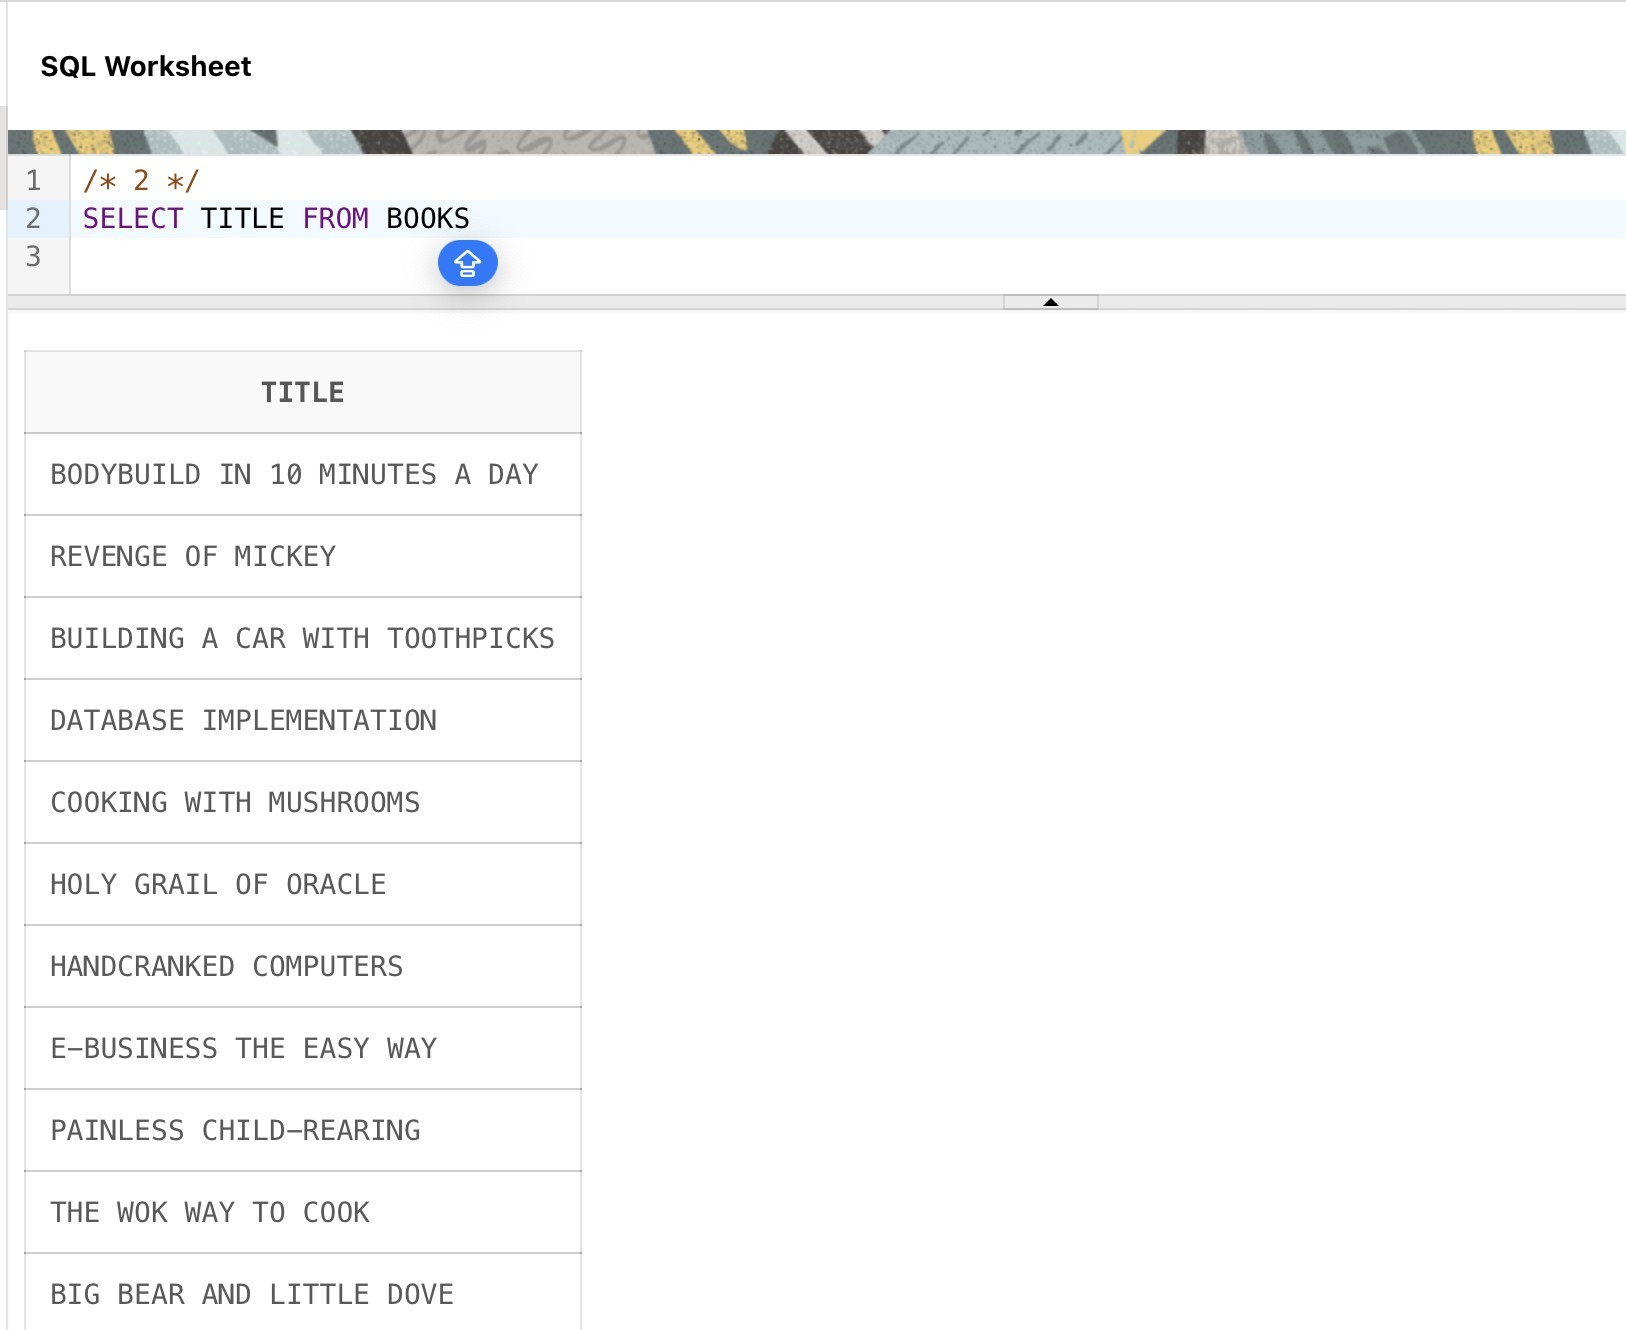 SQL Worksheet
1 /* 2 */
2 SELECT TITLE FROM BOOKS
3
TITLE
BODYBUILD IN 10 MINUTES A DAY
REVENGE OF MICKEY
BUILDING A CAR WITH TOOTHPICKS
DATABASE IMPLEMENTATION
COOKING WITH MUSHROOMS
HOLY GRAIL OF ORACLE
HANDCRANKED COMPUTERS
E-BUSINESS THE EASY WAY
PAINLESS CHILD-REARING
THE WOK WAY TO COOK
BIG BEAR AND LITTLE DOVE